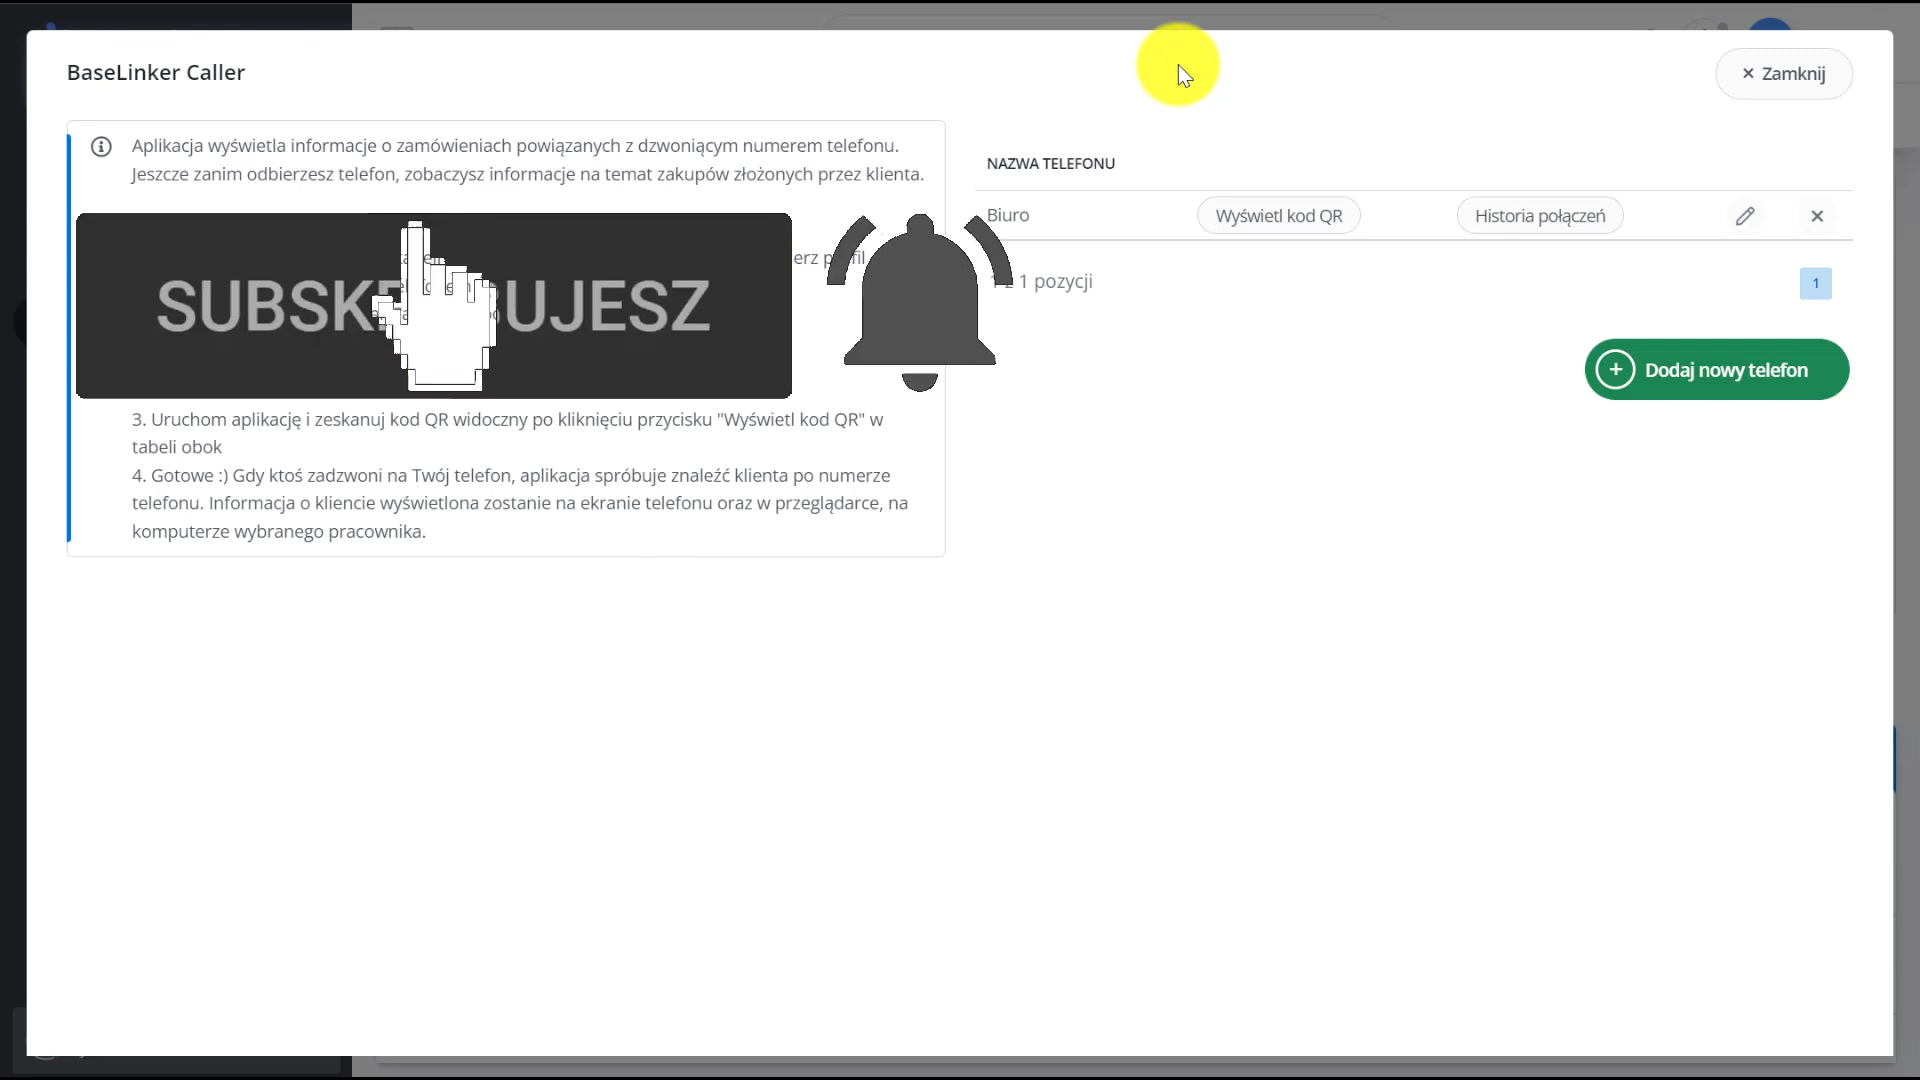 BaseLinker Caller
× Zamknij
Aplikacja wyświetla informacje o zamówieniach powiązanych z dzwoniącym numerem telefonu.
Jeszcze zanim odbierzesz telefon, zobaczysz informacje na temat zakupów złożonych przez klienta.
SUBSK UJESZ
3. Uruchom aplikację i zeskanuj kod QR widoczny po kliknięciu przycisku "Wyświetl kod QR" w
tabeli obok
4. Gotowe :) Gdy ktoś zadzwoni na Twój telefon, aplikacja spróbuje znaleźć klienta po numerze
telefonu. Informacja o kliencie wyświetlona zostanie na ekranie telefonu oraz w przeglądarce, na
komputerze wybranego pracownika.
NAZWA TELEFONU
Biuro
Wyświetl kod QR
Historia połączeń
1 pozycji
1
Dodaj nowy telefon